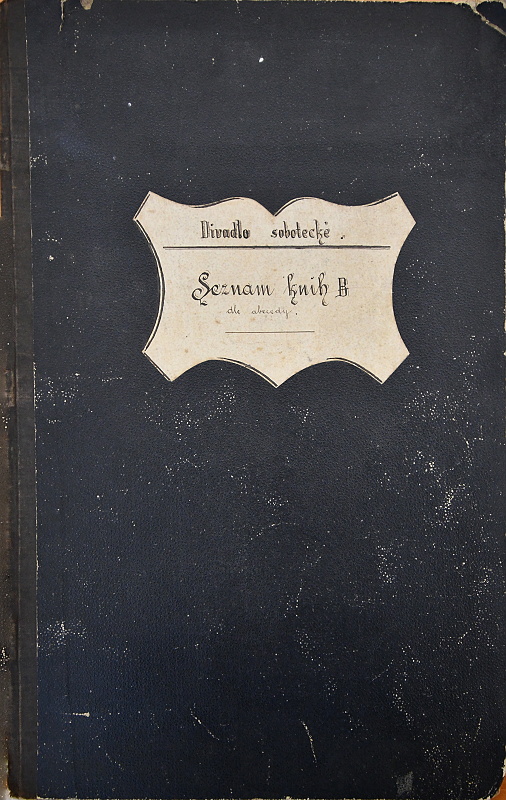 Divadlo sobotecké.
Seznam knih B
dle abecedy.